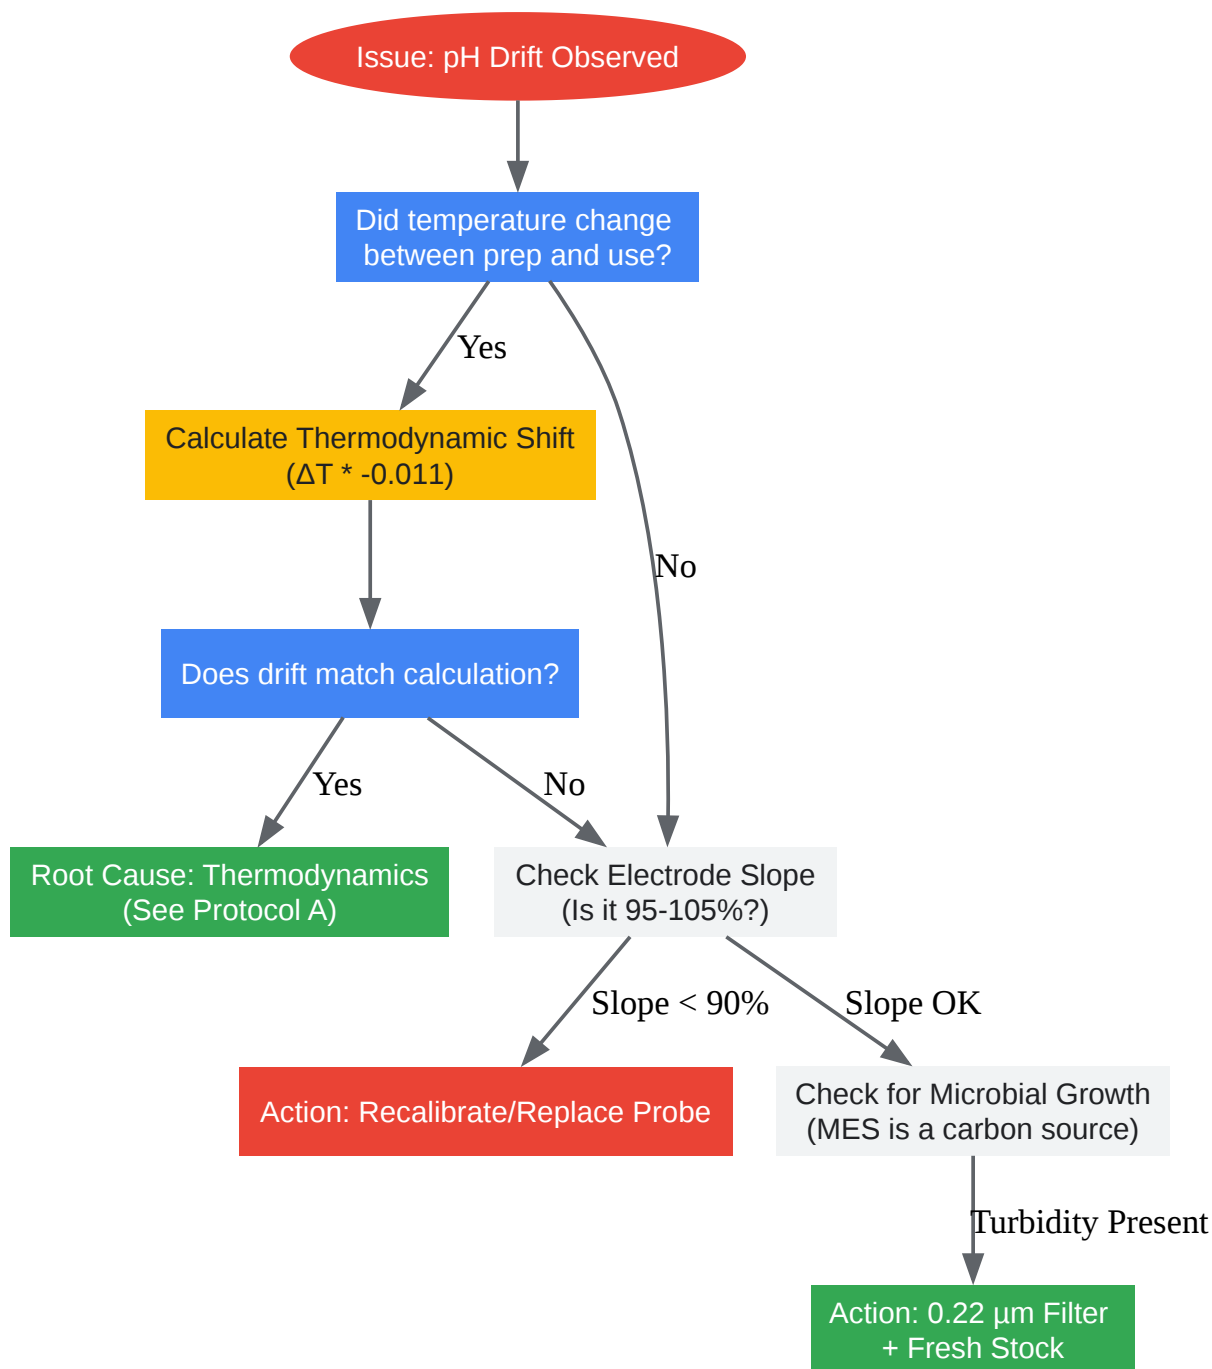 Issue: pH Drift Observed
Did temperature change
between prep and use?
Yes
Calculate Thermodynamic Shift
(ΔT * -0.011)
No
Does drift match calculation?
Yes
No
Root Cause: Thermodynamics
(See Protocol A)
Check Electrode Slope
(Is it 95-105%?)
Slope < 90%
Slope OK
Action: Recalibrate/Replace Probe
Check for Microbial Growth
(MES is a carbon source)
Turbidity Present
Action: 0.22 µm Filter
+ Fresh Stock